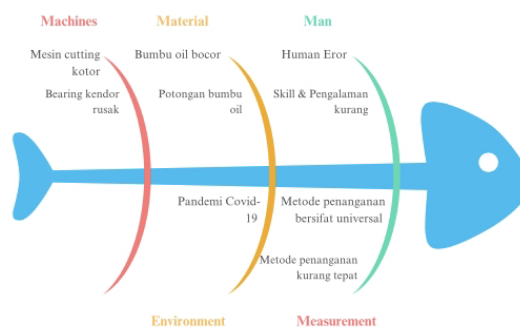 Machines
Material
Man
Mesin cutting
kotor
Bearing kendor
rusak
Bumbu oil bocor
Potongan bumbu
oil
Human Eror
Skill & Pengalaman
kurang
Pandemi Covid-
19
Metode penanganan
bersifat universal
Metode penanganan
kurang tepat
Environment
Measurement